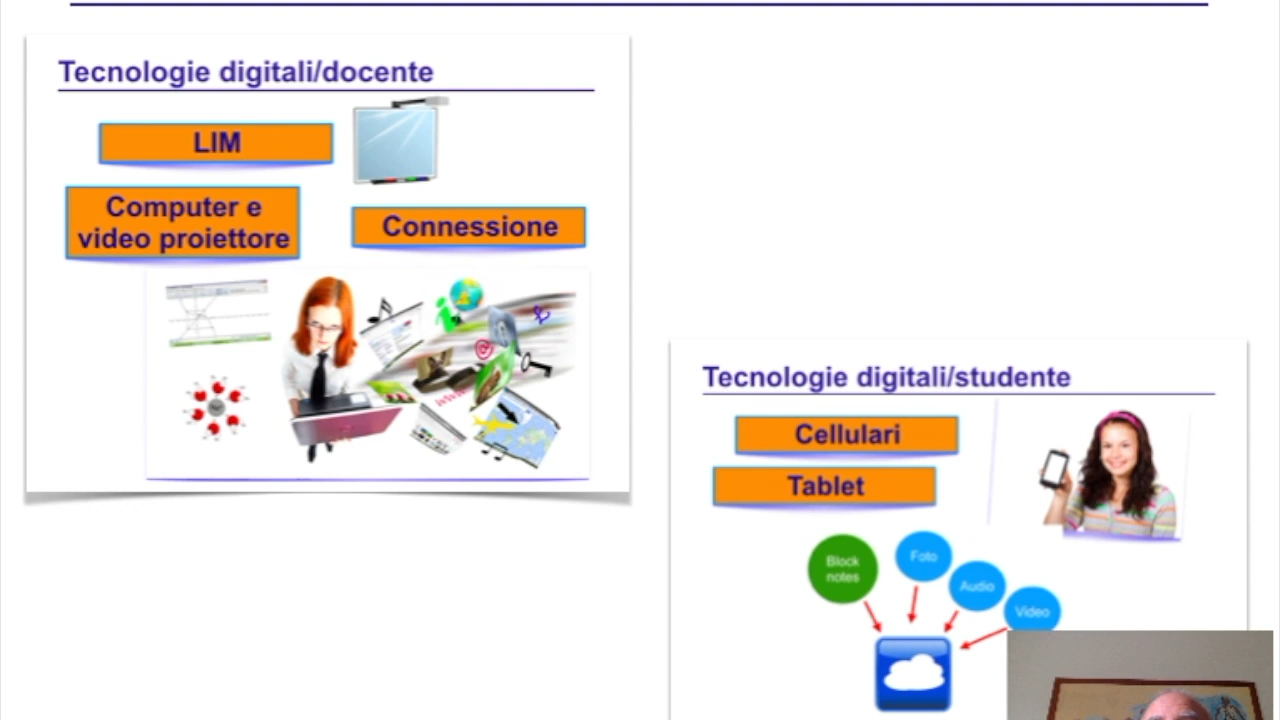 Tecnologie digitali/docente
LIM
Computer e
video proiettore
Connessione
Tecnologie digitali/studente
Cellulari
Tablet
Block
notes
Foto
Audio
Video